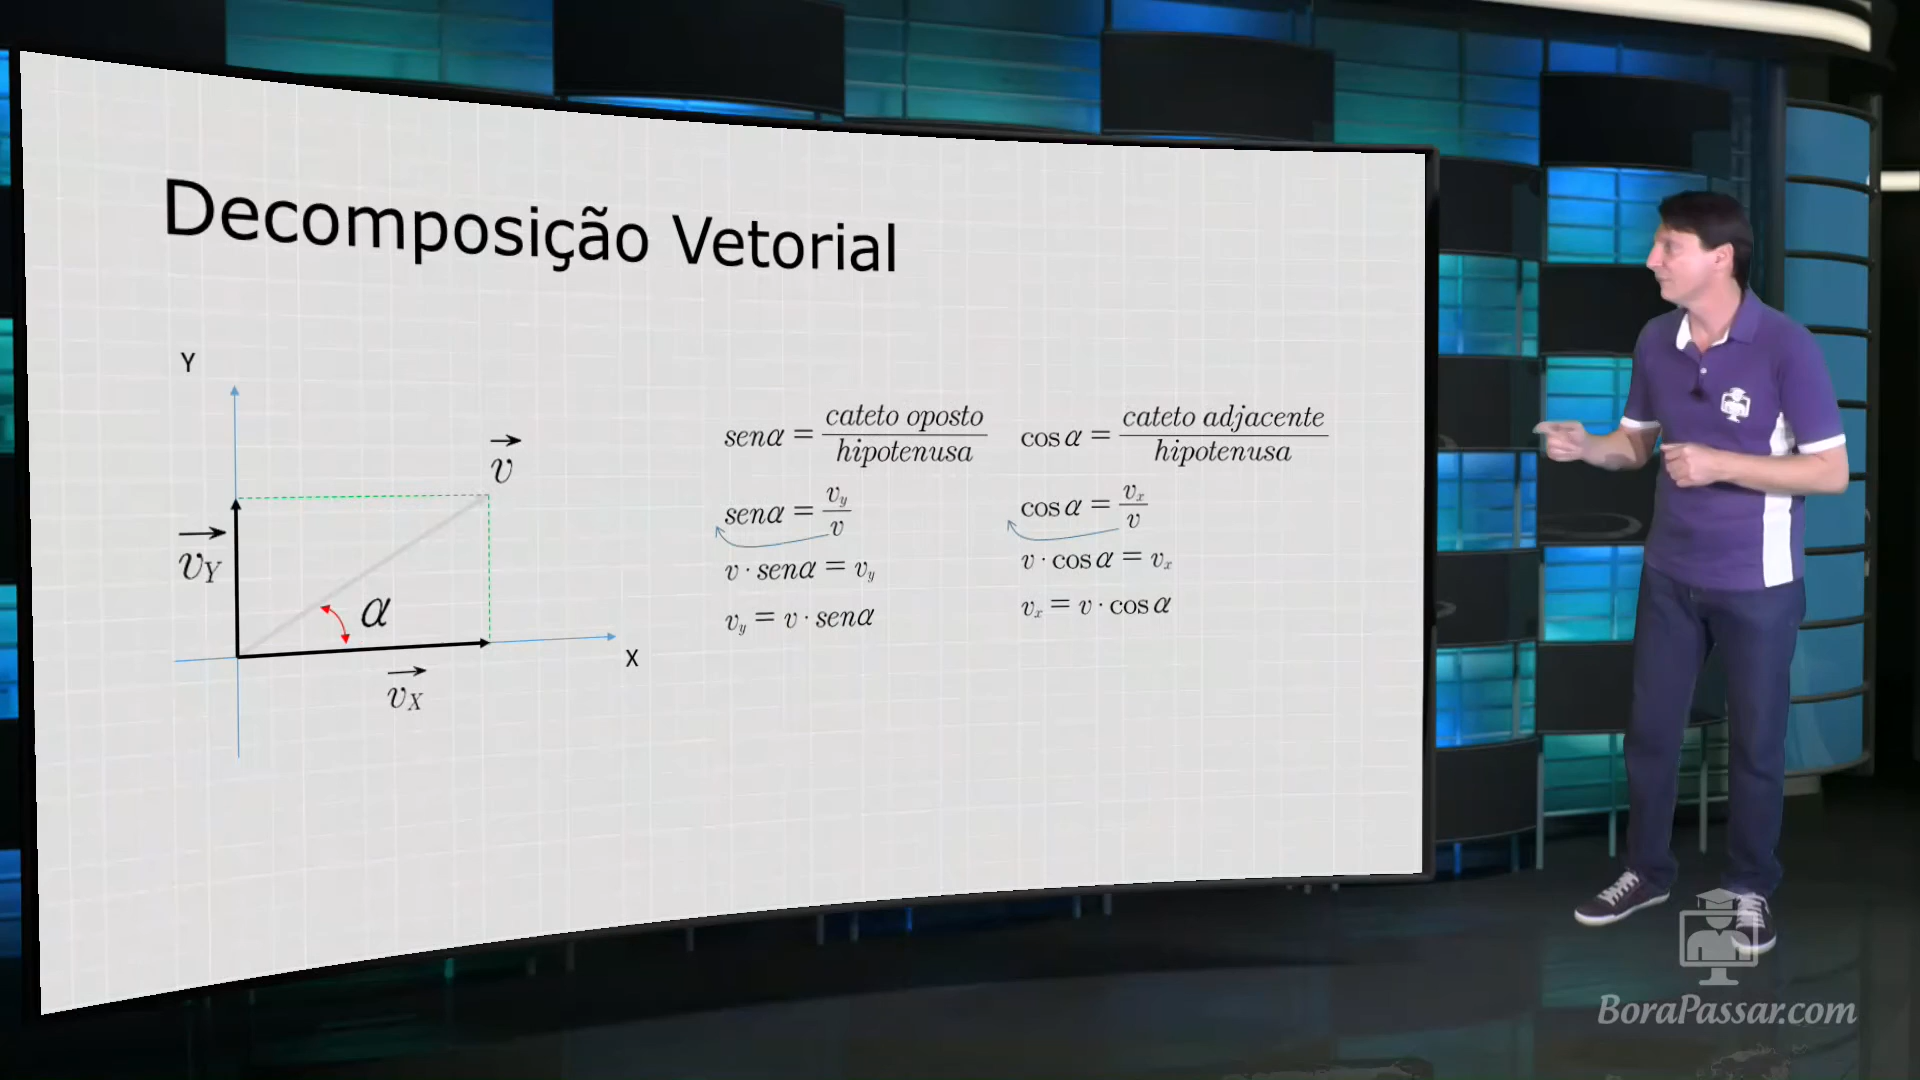 Decomposição Vetorial
Y
v
v_Y
α
X
v_X
senα = cateto oposto / hipotenusa
senα = v_y / v
v · senα = v_y
v_y = v · senα
cos α = cateto adjacente / hipotenusa
cos α = v_x / v
v · cos α = v_x
v_x = v · cos α
BoraPassar.com